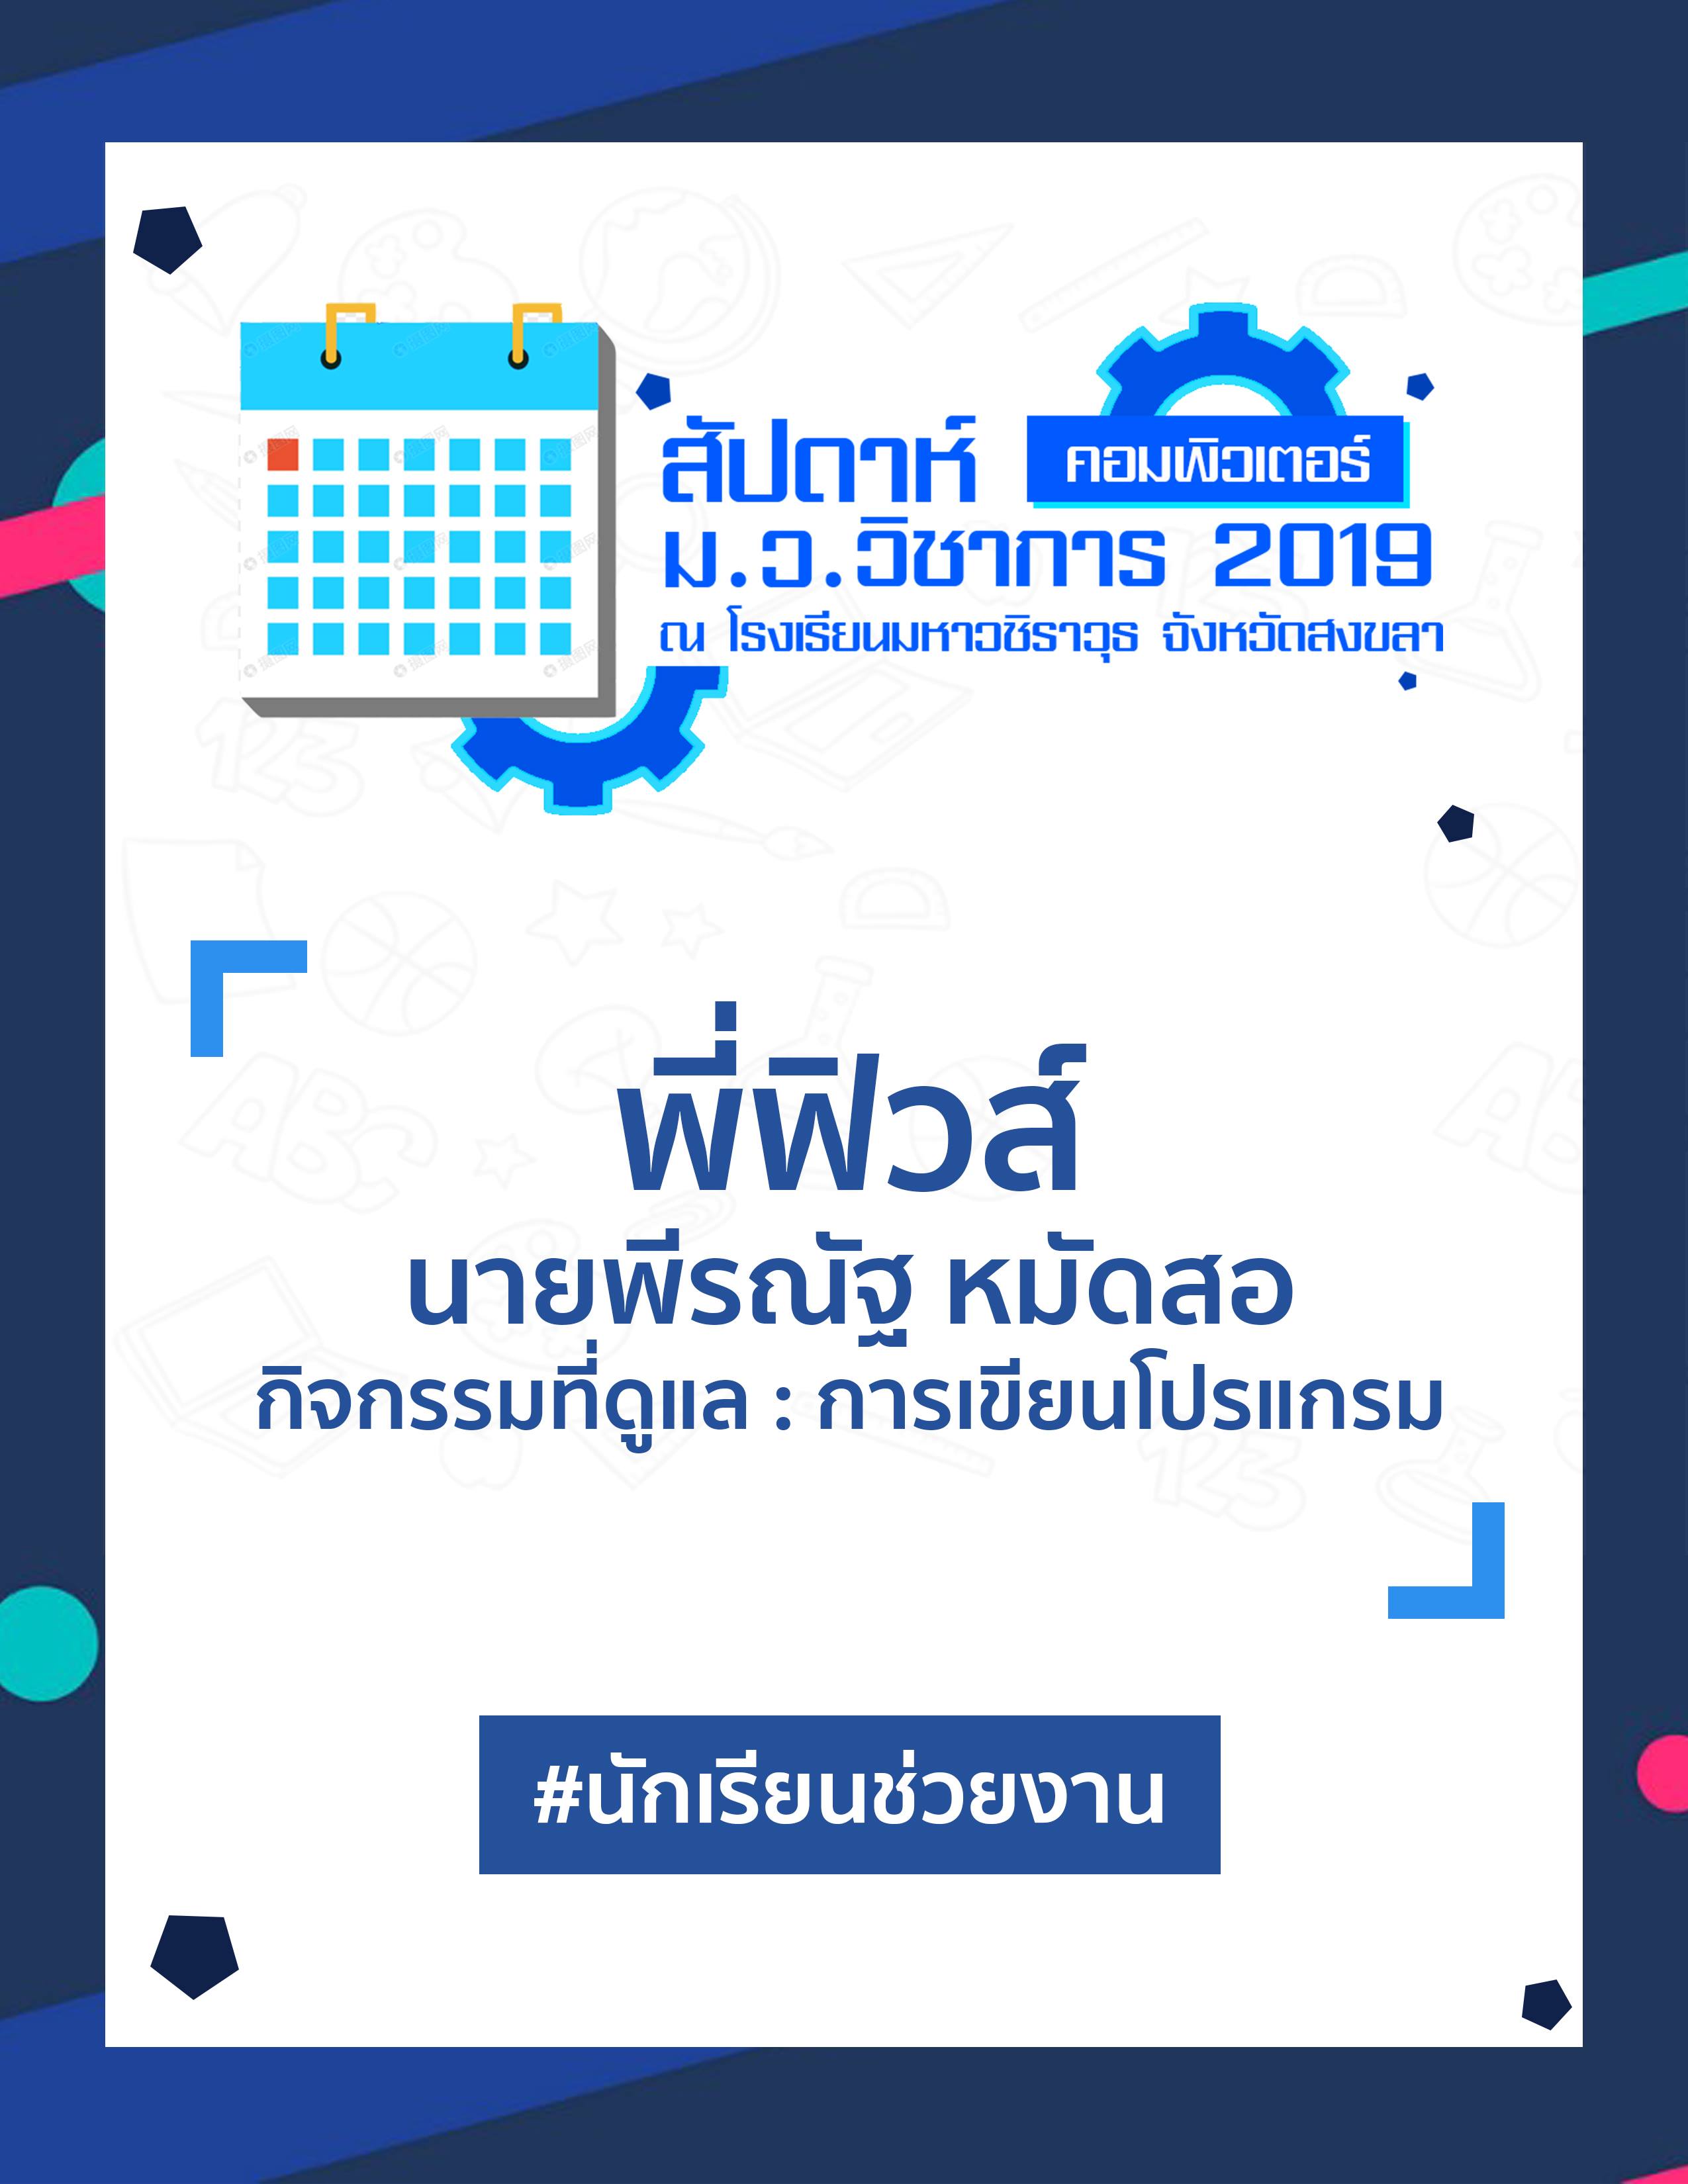 สัปดาห์ คอมพิวเตอร์
ม.ว.วิชาการ 2019
ณ โรงเรียนมหาวชิราวุธ จังหวัดสงขลา
พี่ฟิวส์
นายพีรณัฐ หมัดสอ
กิจกรรมที่ดูแล : การเขียนโปรแกรม
#นักเรียนช่วยงาน